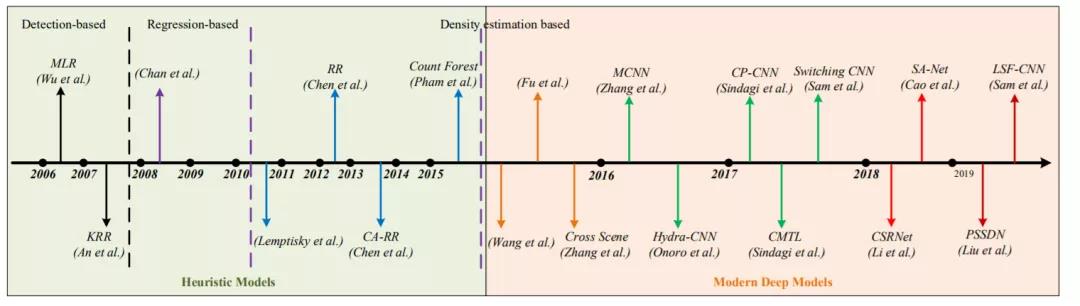 Detection-based
Regression-based
Density estimation based
MLR
(Wu et al.)
(Chan et al.)
RR
(Chen et al.)
Count Forest
(Pham et al.)
(Fu et al.)
MCNN
(Zhang et al.)
CP-CNN
(Sindagi et al.)
Switching CNN
(Sam et al.)
SA-Net
(Cao et al.)
LSF-CNN
(Sam et al.)
2006
2007
2008
2009
2010
2011
2012
2013
2014
2015
2016
2017
2018
2019
KRR
(An et al.)
(Lemptisky et al.)
CA-RR
(Chen et al.)
(Wang et al.)
Cross Scene
(Zhang et al.)
Hydra-CNN
(Onoro et al.)
CMTL
(Sindagi et al.)
CSRNet
(Li et al.)
PSSDN
(Liu et al.)
Heuristic Models
Modern Deep Models